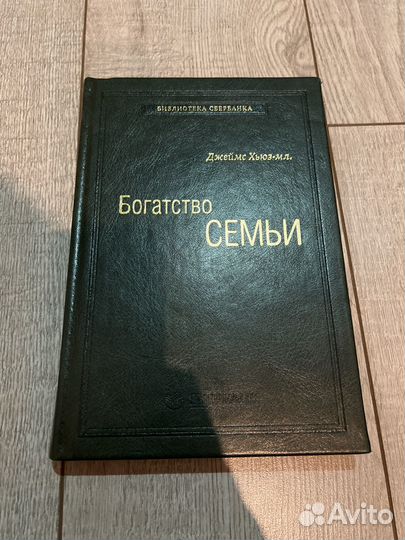 БИБЛИОТЕКА СБЕРБАНКА
Джеймс Хьюз-мл.
Богатство
СЕМЬИ
Avito